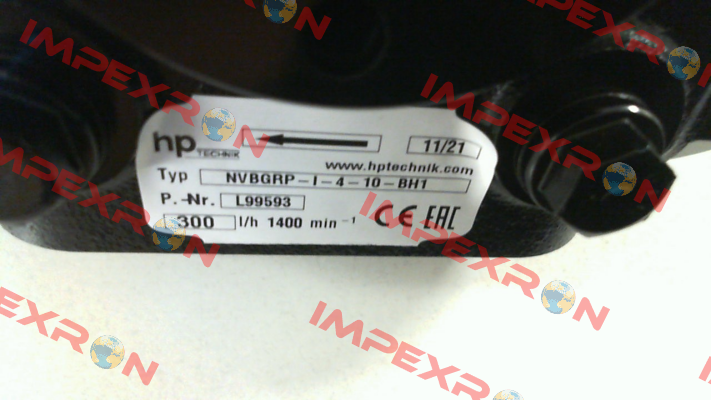 IMPEXRON
IMPEXRON
IMPEXRON
hp
TECHNIK
11/21
www.hptechnik.com
Typ NVBGRP-I-4-10-BH1
P.-Nr. L99593
300 l/h 1400 min -1 CE EAC
IMPEXRON
IMPEXRON
IMPEXRON
IMPEXRON